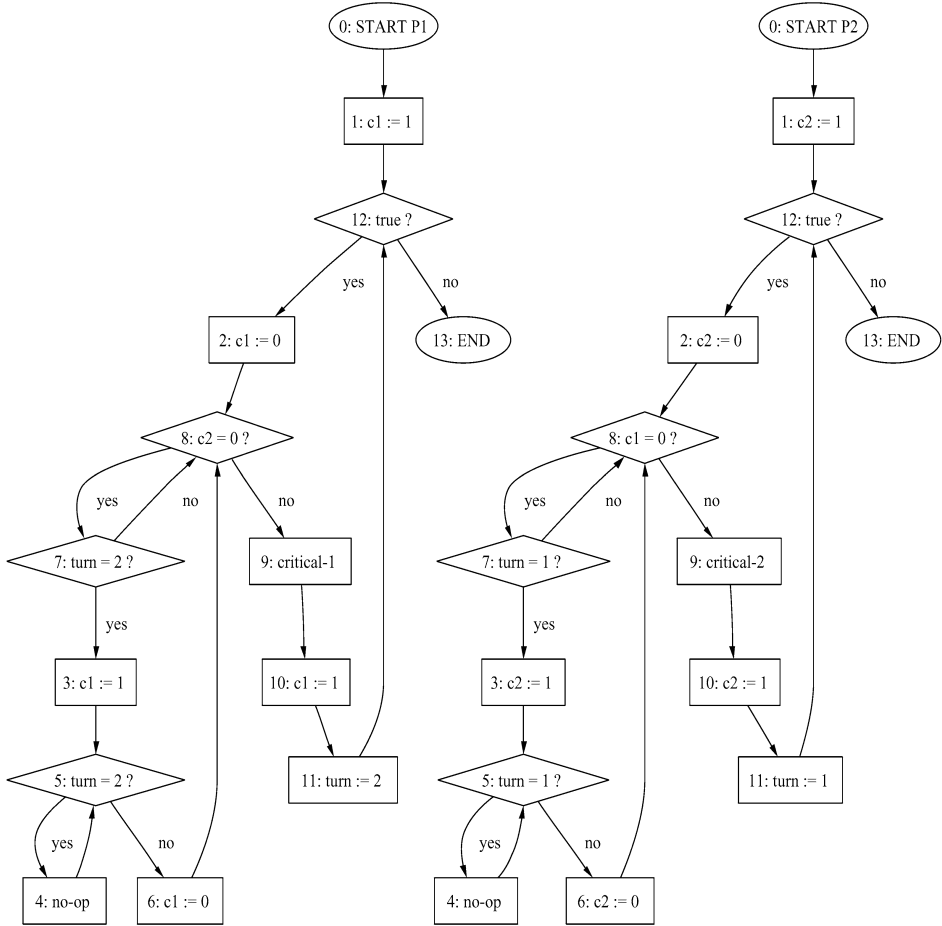 0: START P1
1: c1 := 1
12: true ?
yes
no
2: c1 := 0
13: END
8: c2 = 0 ?
yes
no
no
7: turn = 2 ?
9: critical-1
yes
3: c1 := 1
10: c1 := 1
5: turn = 2 ?
11: turn := 2
yes
no
4: no-op
6: c1 := 0
0: START P2
1: c2 := 1
12: true ?
yes
no
2: c2 := 0
13: END
8: c1 = 0 ?
yes
no
no
7: turn = 1 ?
9: critical-2
yes
3: c2 := 1
10: c2 := 1
5: turn = 1 ?
11: turn := 1
yes
no
4: no-op
6: c2 := 0